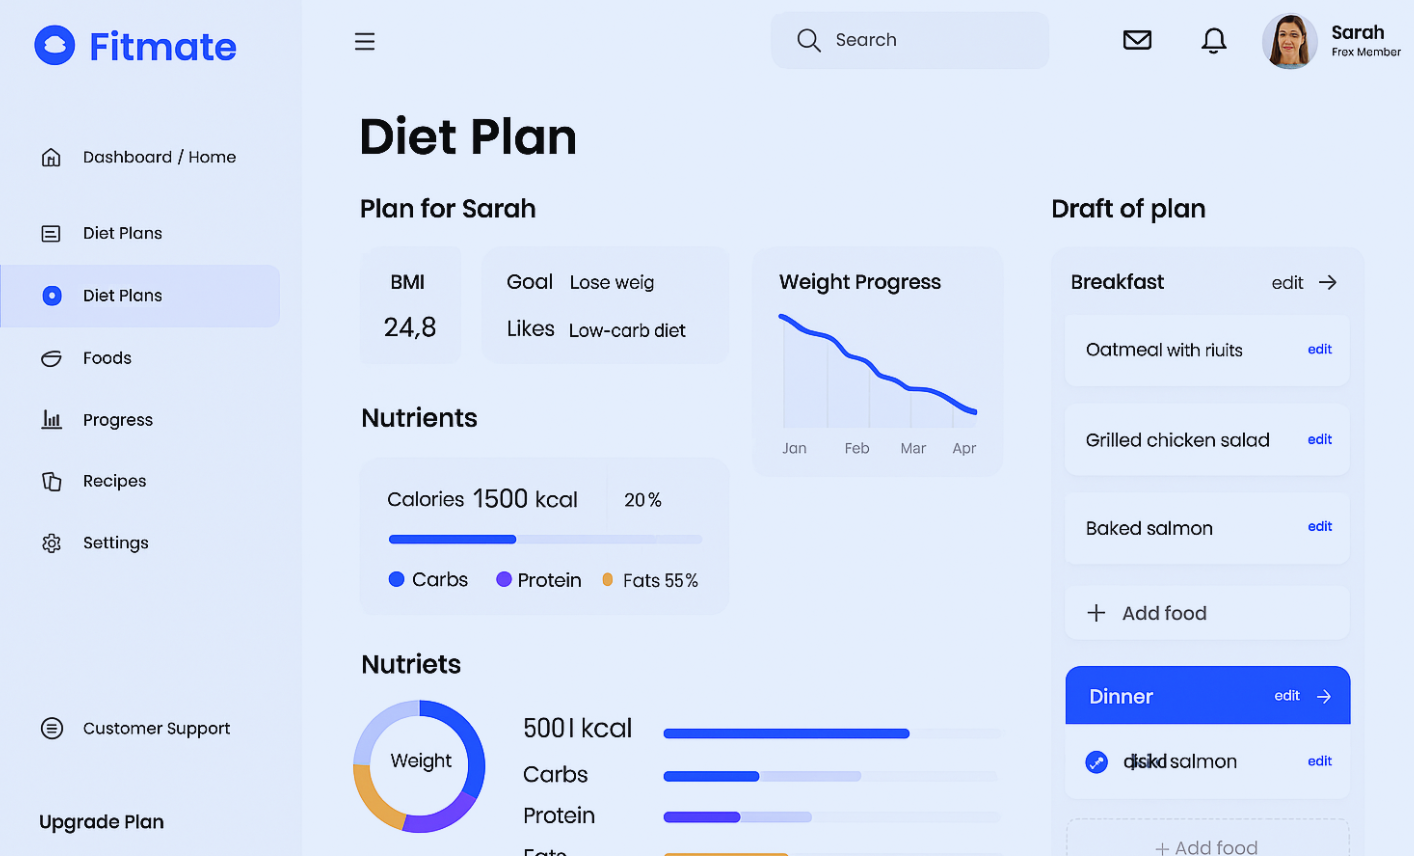 Fitmate
Search
Sarah
Frex Member
Dashboard / Home
Diet Plans
Diet Plans
Foods
Progress
Recipes
Settings
Customer Support
Upgrade Plan
Diet Plan
Plan for Sarah
BMI
24,8
Goal Lose weig
Likes Low-carb diet
Weight Progress
Jan Feb Mar Apr
Nutrients
Calories 1500 kcal 20%
Carbs Protein Fats 55%
Nutriets
Weight
500l kcal
Carbs
Protein
Draft of plan
Breakfast edit
Oatmeal with riuits edit
Grilled chicken salad edit
Baked salmon edit
+ Add food
Dinner edit
salmon edit
+ Add food